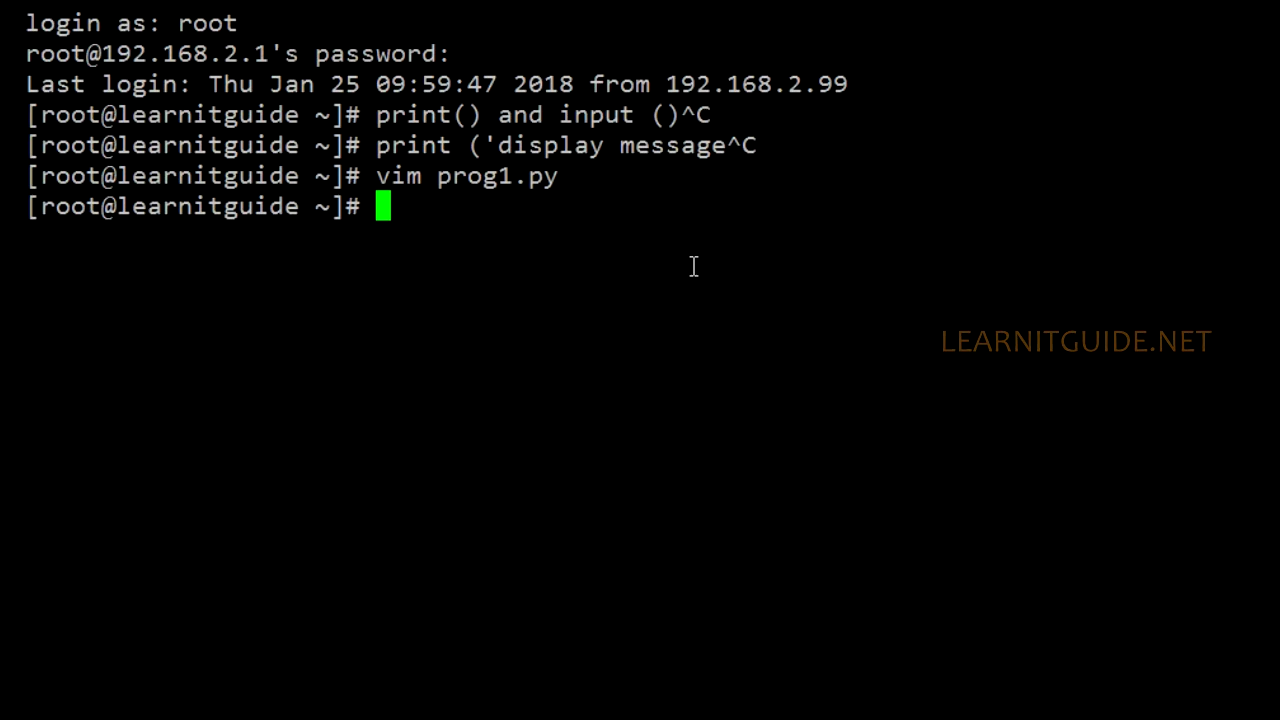 login as: root
root@192.168.2.1's password:
Last login: Thu Jan 25 09:59:47 2018 from 192.168.2.99
[root@learnitguide ~]# print() and input ()^C
[root@learnitguide ~]# print ('display message^C
[root@learnitguide ~]# vim prog1.py
[root@learnitguide ~]#
LEARNITGUIDE.NET